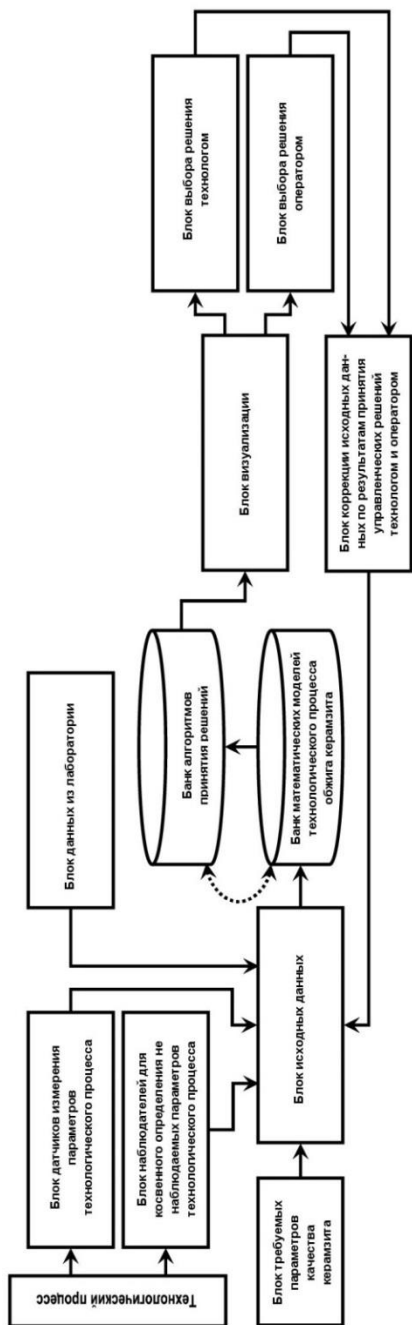 Технологический процесс
Блок датчиков измерения
параметров
технологического процесса
Блок наблюдателей для
косвенного определения не
наблюдаемых параметров
технологического процесса
Блок требуемых
параметров
качества
керамзита
Блок данных из лаборатории
Блок исходных данных
Банк алгоритмов
принятия решений
Банк математических моделей
технологического процесса
обжига керамзита
Блок визуализации
Блок выбора решения
технологом
Блок выбора решения
оператором
Блок коррекции исходных дан-
ных по результатам принятия
управленческих решений
технологом и оператором